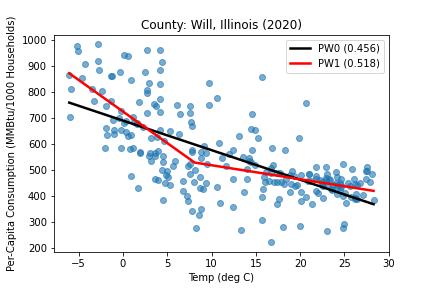 County: Will, Illinois (2020)
Per-Capita Consumption (MMBtu/1000 Households)
1000
900
800
700
600
500
400
300
200
PW0 (0.456)
PW1 (0.518)
−5 0 5 10 15 20 25 30
Temp (deg C)